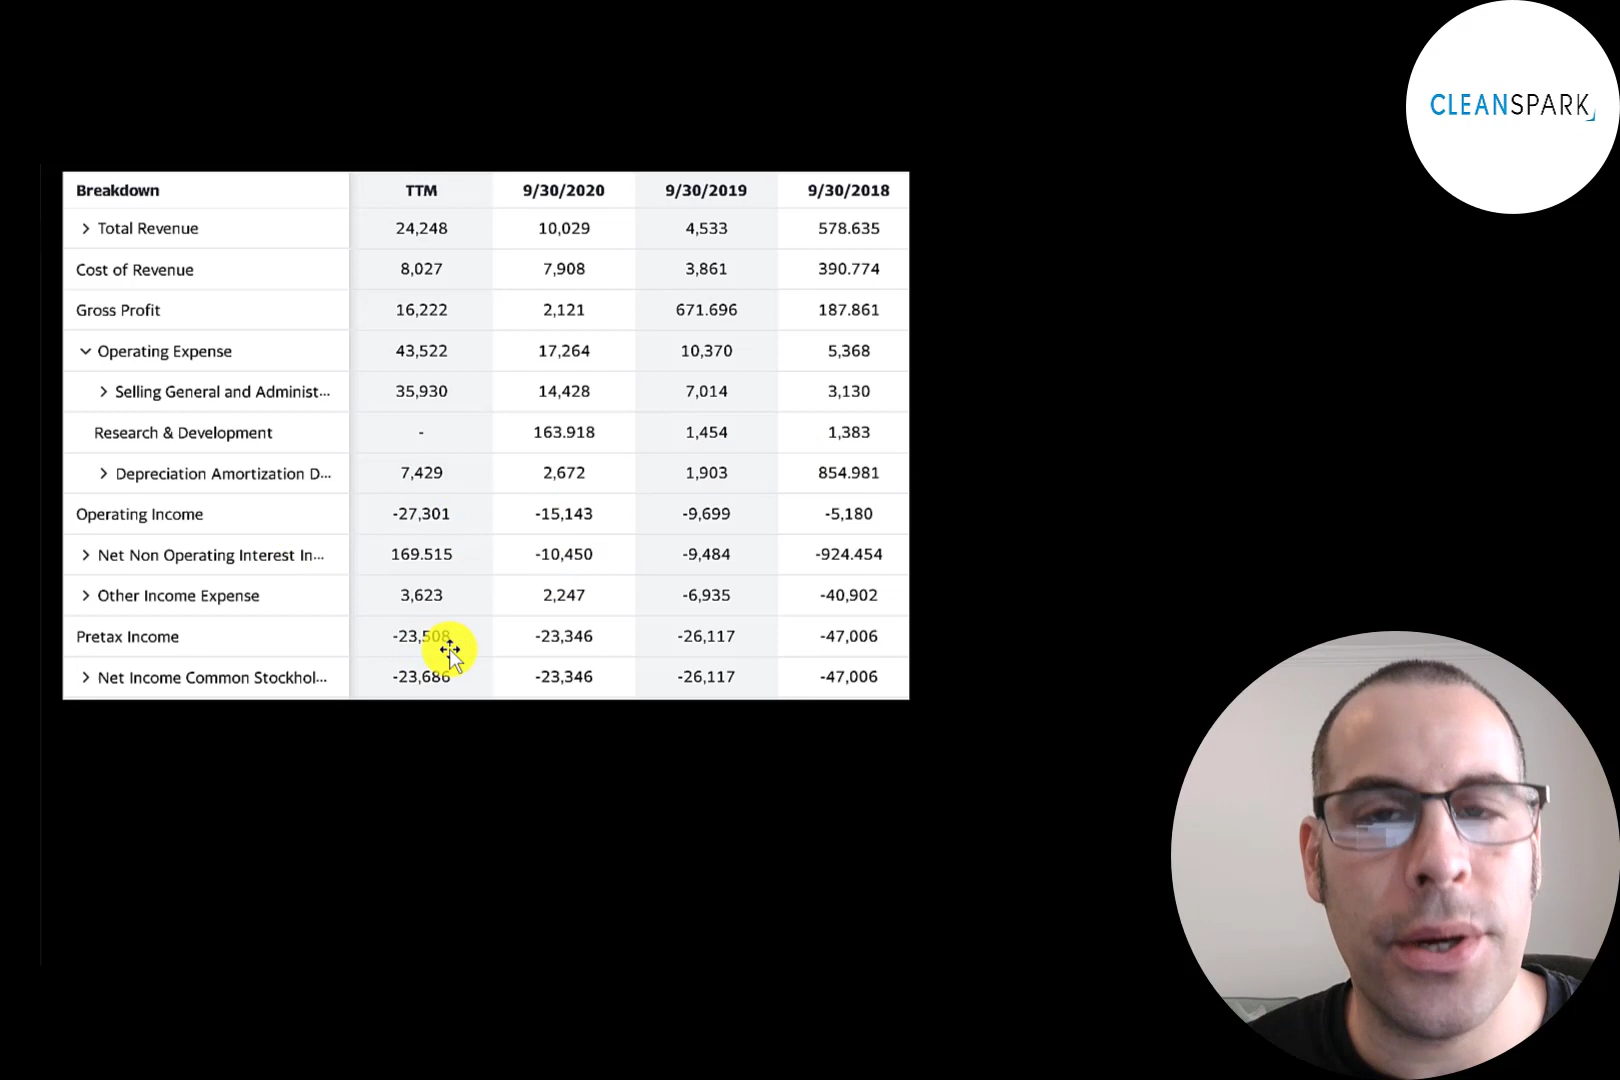 CLEANSPARK
Breakdown TTM 9/30/2020 9/30/2019 9/30/2018
Total Revenue 24,248 10,029 4,533 578.635
Cost of Revenue 8,027 7,908 3,861 390.774
Gross Profit 16,222 2,121 671.696 187.861
Operating Expense 43,522 17,264 10,370 5,368
Selling General and Administ... 35,930 14,428 7,014 3,130
Research & Development - 163.918 1,454 1,383
Depreciation Amortization D... 7,429 2,672 1,903 854.981
Operating Income -27,301 -15,143 -9,699 -5,180
Net Non Operating Interest In... 169.515 -10,450 -9,484 -924.454
Other Income Expense 3,623 2,247 -6,935 -40,902
Pretax Income -23,508 -23,346 -26,117 -47,006
Net Income Common Stockhol... -23,686 -23,346 -26,117 -47,006